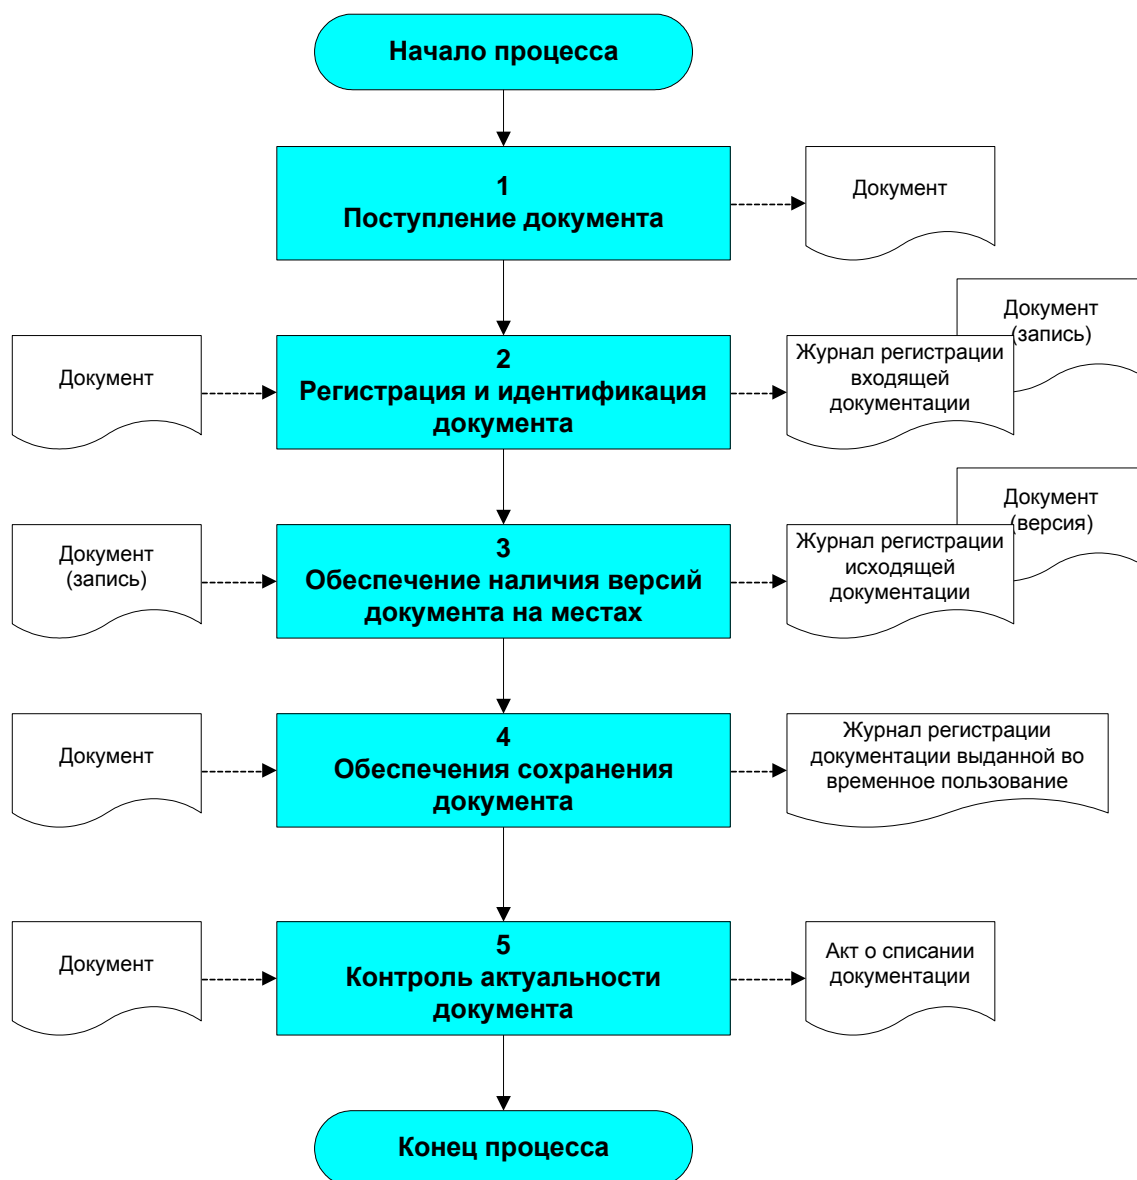 Начало процесса
1
Поступление документа
Документ
Документ
(запись)
Документ
2
Регистрация и идентификация
документа
Журнал регистрации
входящей
документации
Документ
(версия)
Документ
(запись)
3
Обеспечение наличия версий
документа на местах
Журнал регистрации
исходящей
документации
Документ
4
Обеспечения сохранения
документа
Журнал регистрации
документации выданной во
временное пользование
Документ
5
Контроль актуальности
документа
Акт о списании
документации
Конец процесса